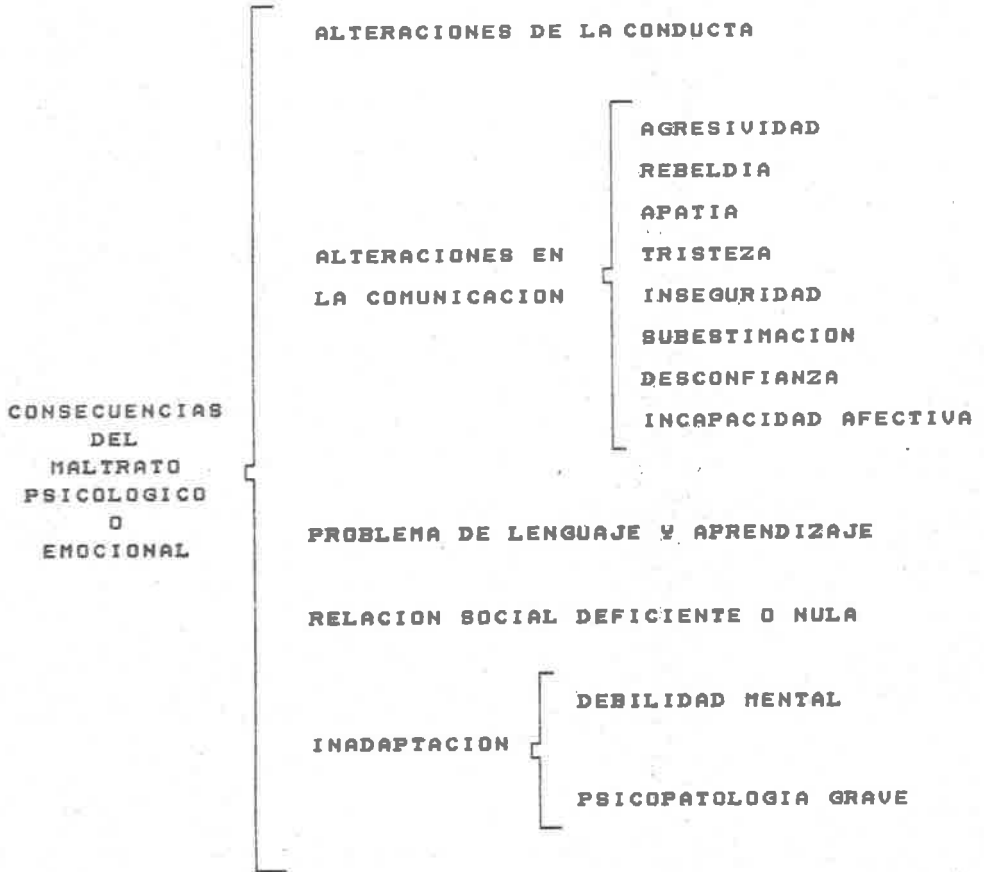 ALTERACIONES DE LA CONDUCTA
AGRESIVIDAD
REBELDIA
APATIA
ALTERACIONES EN
LA COMUNICACION
TRISTEZA
INSEGURIDAD
SUBESTIMACION
DESCONFIANZA
INCAPACIDAD AFECTIVA
CONSECUENCIAS
DEL
MALTRATO
PSICOLOGICO
O
EMOCIONAL
PROBLEMA DE LENGUAJE Y APRENDIZAJE
RELACION SOCIAL DEFICIENTE O NULA
INADAPTACION
DEBILIDAD MENTAL
PSICOPATOLOGIA GRAVE